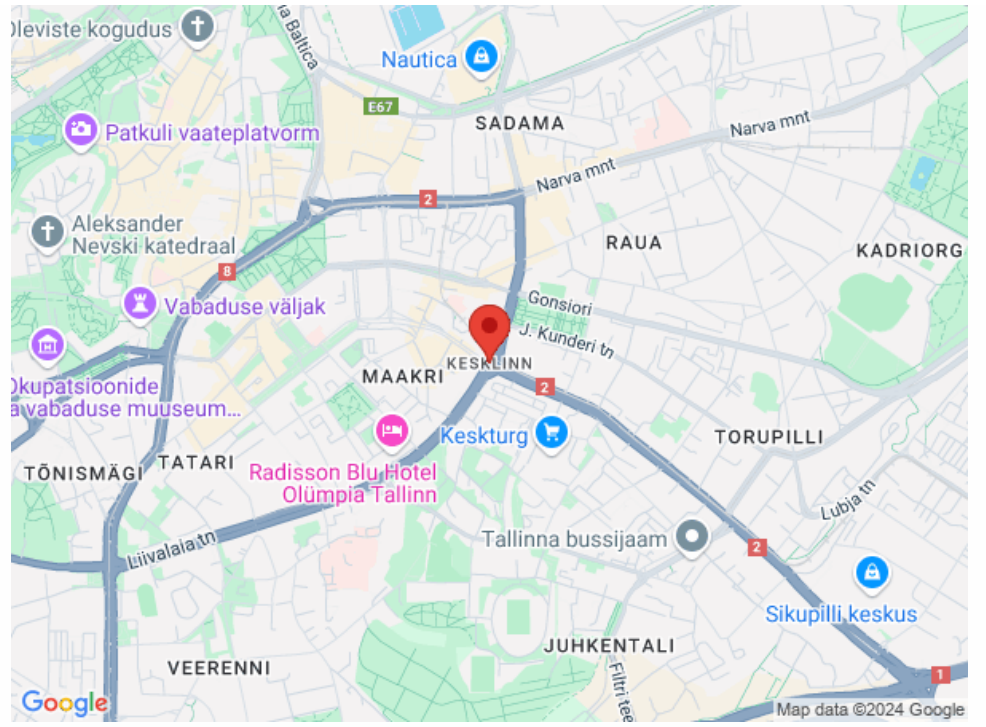 Oleviste kogudus
Baltica
Nautica
E67
SADAMA
Narva mnt
Patkuli vaateplatvorm
Narva mnt
2
Aleksander
Nevski katedraal
RAUA
KADRIORG
8
Vabaduse väljak
Gonsiori
J. Kunderi tn
KESKLINN
MAAKRI
2
Okupatsioonide
a vabaduse muuseum...
Keskturg
TORUPILLI
TÕNISMÄGI
TATARI
Radisson Blu Hotel
Olümpia Tallinn
Lubja tn
Liivalaia tn
Tallinna bussijaam
2
Sikupilli keskus
JUHKENTALI
VEERENNI
Filtri tee
1
Google
Map data ©2024 Google